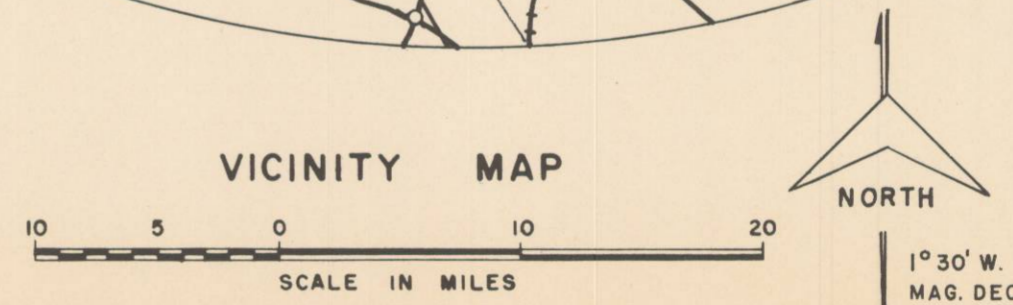 VICINITY MAP
10 5 0 10 20
SCALE IN MILES
NORTH
1° 30' W.
MAG. DEC